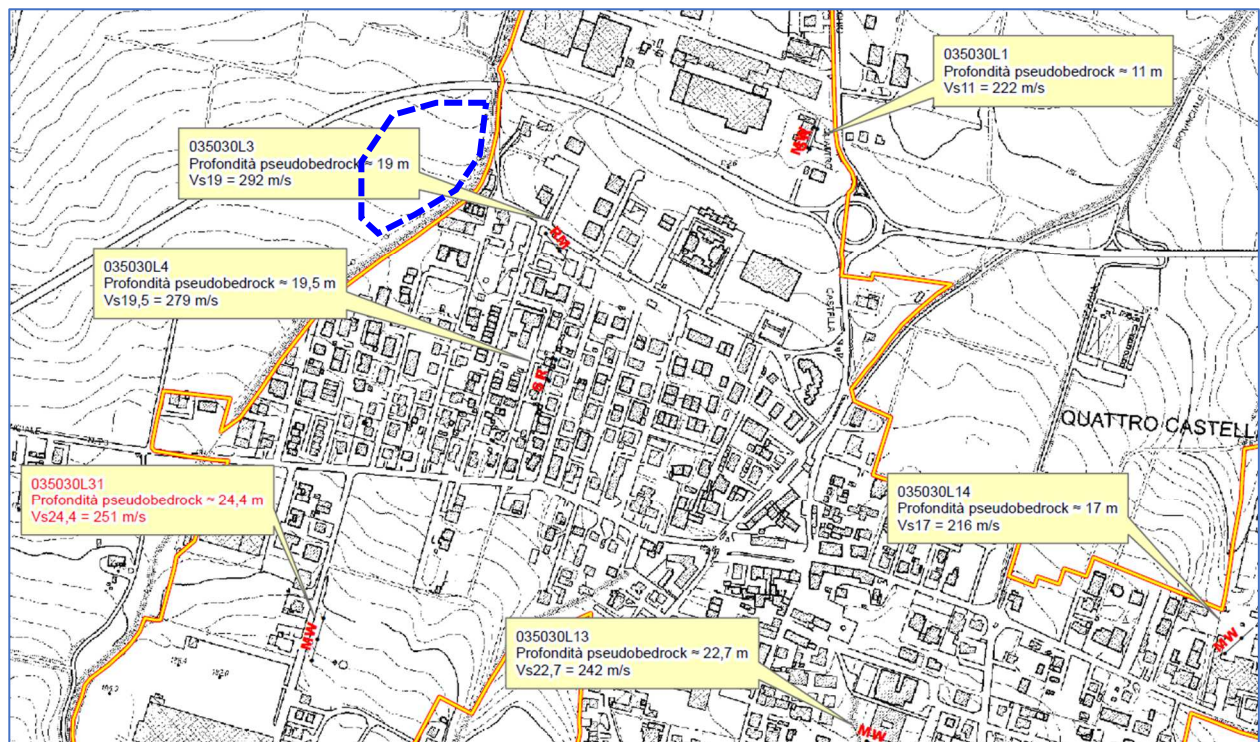 035030L1
Profondità pseudobedrock ≈ 11 m
Vs11 = 222 m/s
MW
035030L3
Profondità pseudobedrock ≈ 19 m
Vs19 = 292 m/s
RM
035030L4
Profondità pseudobedrock ≈ 19,5 m
Vs19,5 = 279 m/s
CASTELLA
S R
QUATTRO CASTELL
035030L31
Profondità pseudobedrock ~ 24,4 m
Vs24,4 = 251 m/s
035030L14
Profondità pseudobedrock ≈ 17 m
Vs17 = 216 m/s
MW
035030L13
Profondità pseudobedrock ≈ 22,7 m
Vs22,7 = 242 m/s
MW
MW